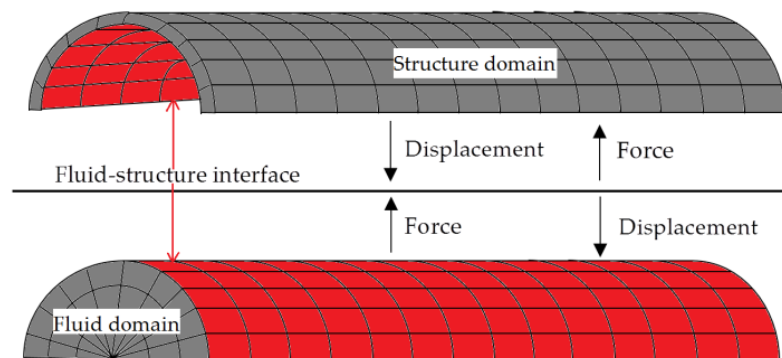 Structure domain
Displacement
Force
Fluid-structure interface
Force
Displacement
Fluid domain